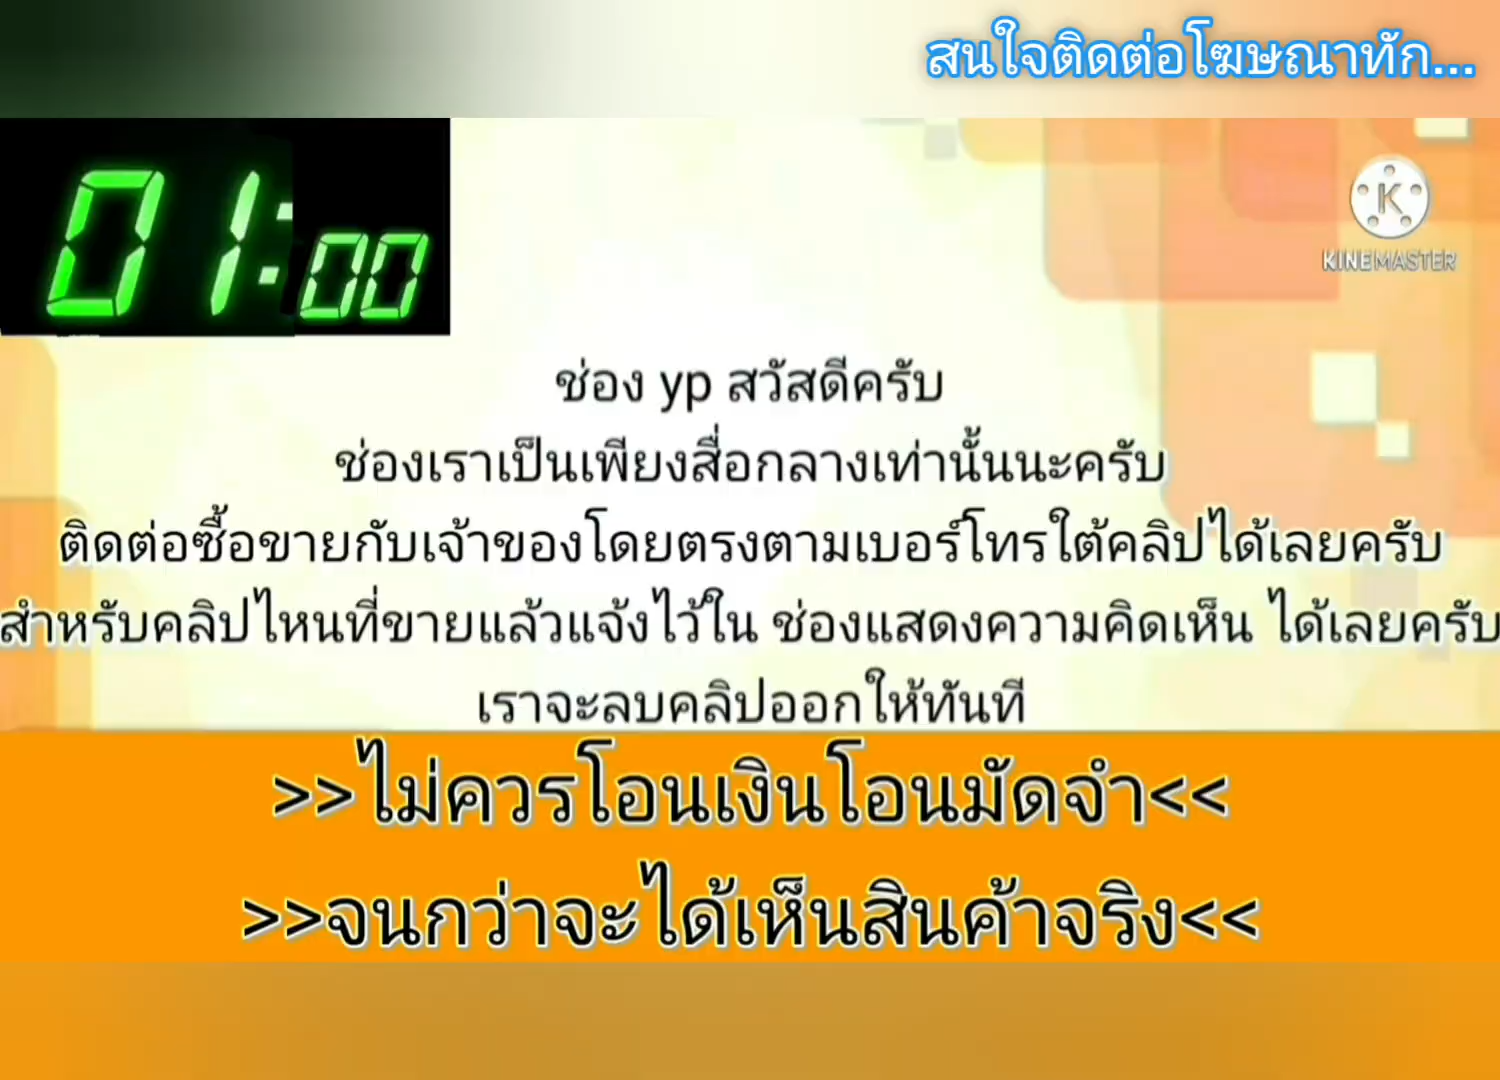 สนใจติดต่อโฆษณาทัก...
01:00
KINEMASTER
ช่อง yp สวัสดีครับ
ช่องเราเป็นเพียงสื่อกลางเท่านั้นนะครับ
ติดต่อซื้อขายกับเจ้าของโดยตรงตามเบอร์โทรใต้คลิปได้เลยครับ
สำหรับคลิปไหนที่ขายแล้วแจ้งไว้ใน ช่องแสดงความคิดเห็น ได้เลยครับ
เราจะลบคลิปออกให้ทันที
>>ไม่ควรโอนเงินโอนมัดจำ<<
>>จนกว่าจะได้เห็นสินค้าจริง<<